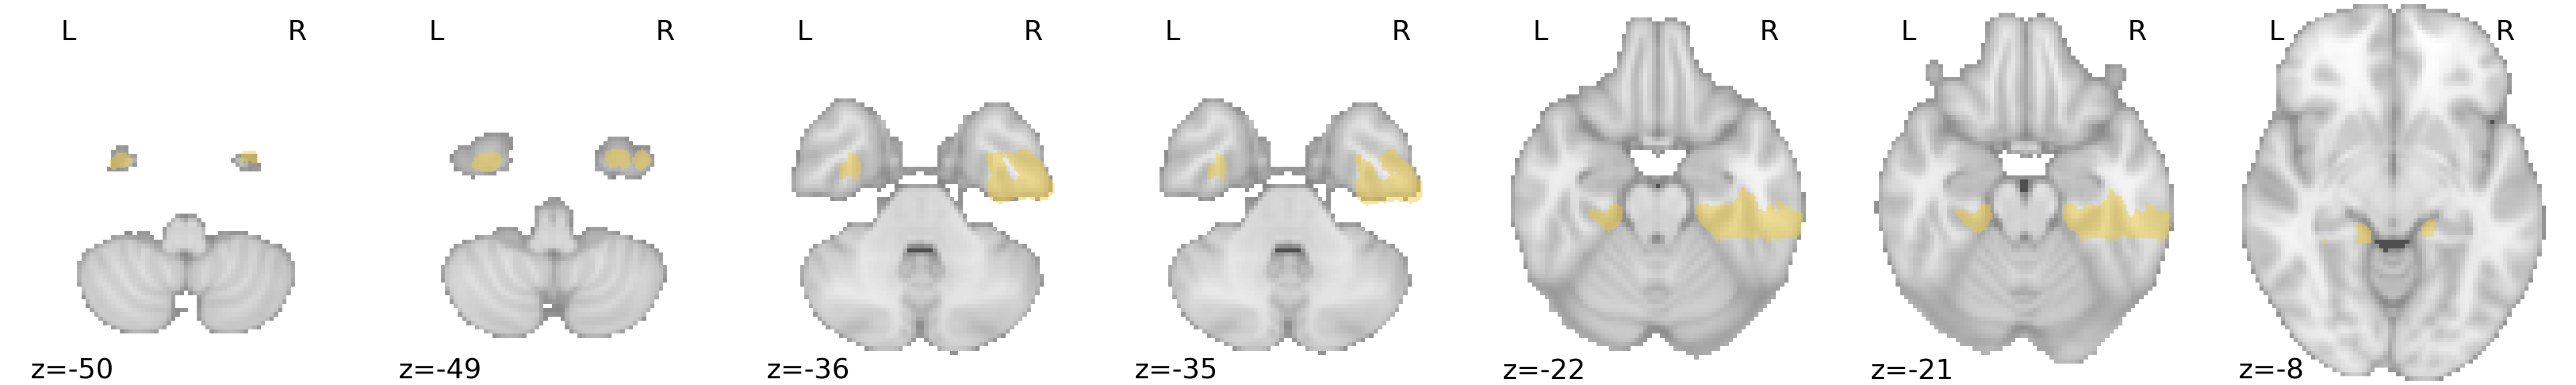 L R L R L R L R L R L R L R
z=-50 z=-49 z=-36 z=-35 z=-22 z=-21 z=-8